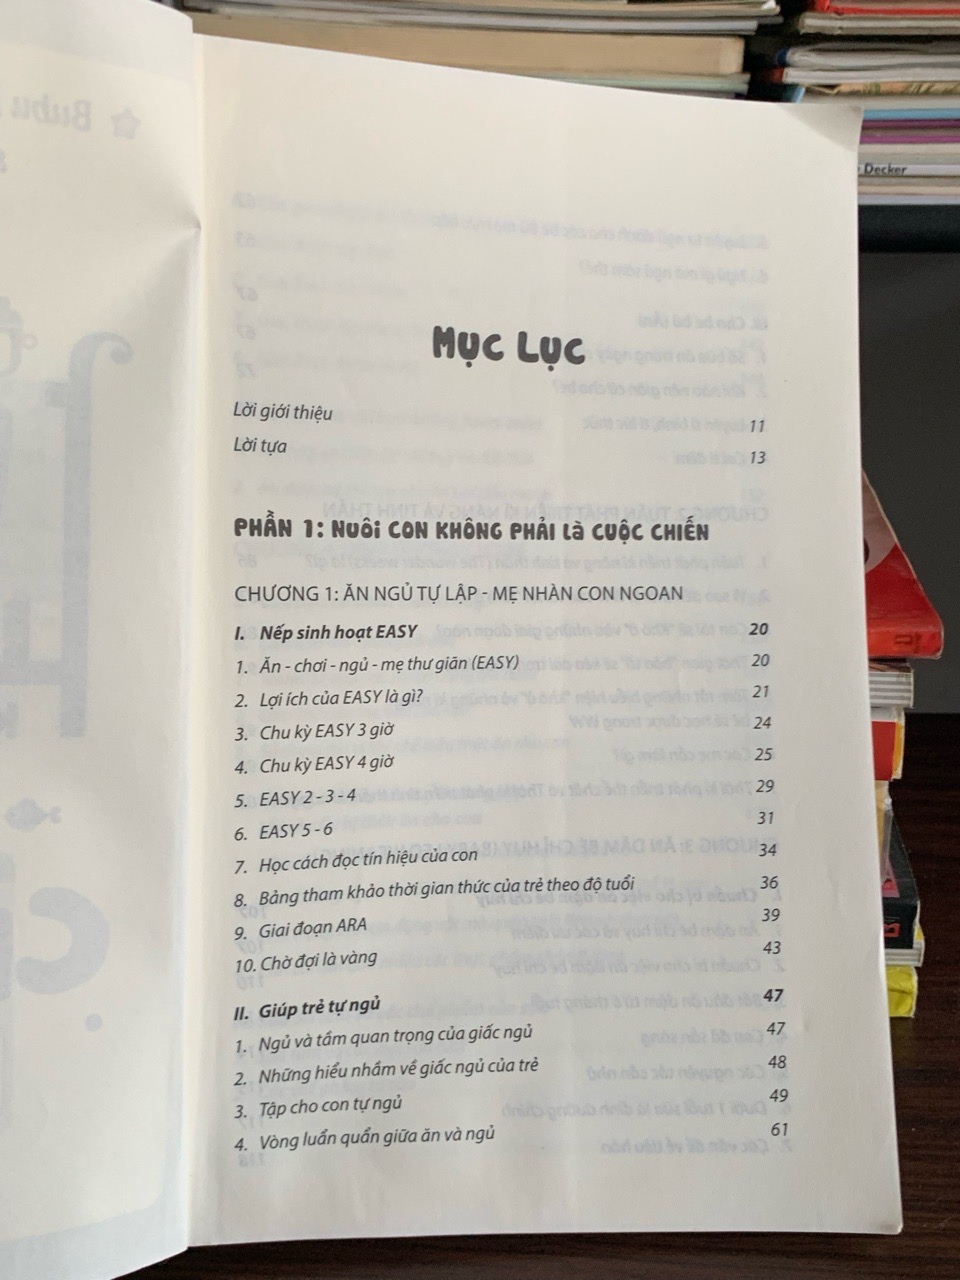 Mục Lục
Lời giới thiệu 11
Lời tựa 13
PHẦN 1: NUÔI CON KHÔNG PHẢI Là CUỘC CHIẾN
CHƯƠNG 1: ĂN NGỦ TỰ LẬP - MẸ NHÀN CON NGOAN
I. Nếp sinh hoạt EASY 20
1. Ăn - chơi - ngủ - mẹ thư giãn (EASY) 20
2. Lợi ích của EASY là gì? 21
3. Chu kỳ EASY 3 giờ 24
4. Chu kỳ EASY 4 giờ 25
5. EASY 2 - 3 - 4 29
6. EASY 5 - 6 31
7. Học cách đọc tín hiệu của con 34
8. Bảng tham khảo thời gian thức của trẻ theo độ tuổi 36
9. Giai đoạn ARA 39
10. Chờ đợi là vàng 43
II. Giúp trẻ tự ngủ 47
1. Ngủ và tầm quan trọng của giấc ngủ 47
2. Những hiểu nhầm về giấc ngủ của trẻ 48
3. Tập cho con tự ngủ 49
4. Vòng luẩn quẩn giữa ăn và ngủ 61
Decker